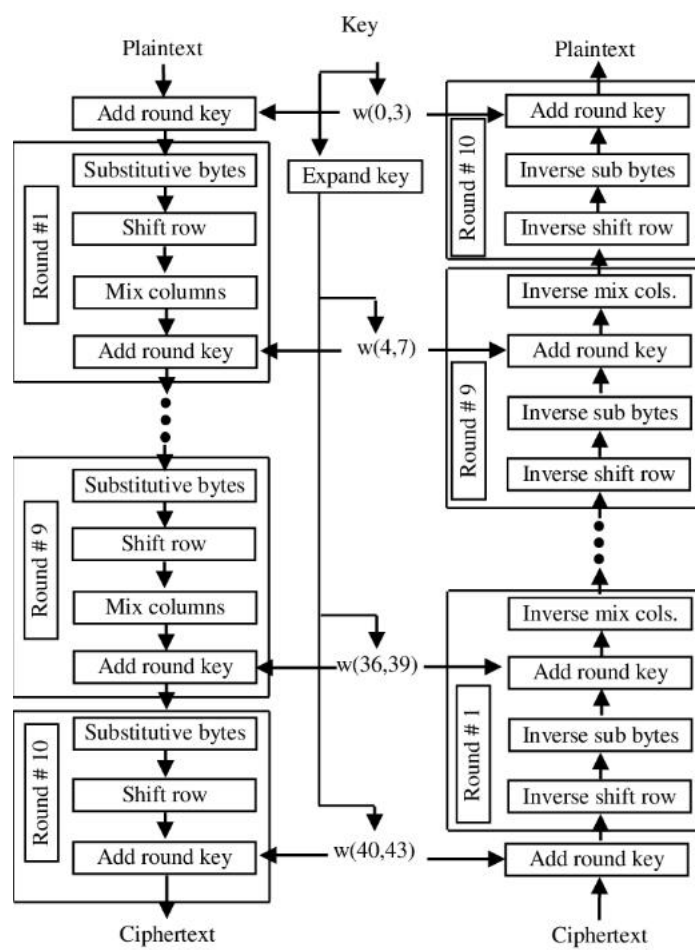 Key
Plaintext
Add round key
Round #1
Substitutive bytes
Shift row
Mix columns
Add round key
Round # 9
Substitutive bytes
Shift row
Mix columns
Add round key
Round # 10
Substitutive bytes
Shift row
Add round key
Ciphertext
w(0,3)
Expand key
w(4,7)
w(36,39)
w(40,43)
Plaintext
Add round key
Round # 10
Inverse sub bytes
Inverse shift row
Inverse mix cols.
Add round key
Round # 9
Inverse sub bytes
Inverse shift row
Inverse mix cols.
Add round key
Round # 1
Inverse sub bytes
Inverse shift row
Add round key
Ciphertext